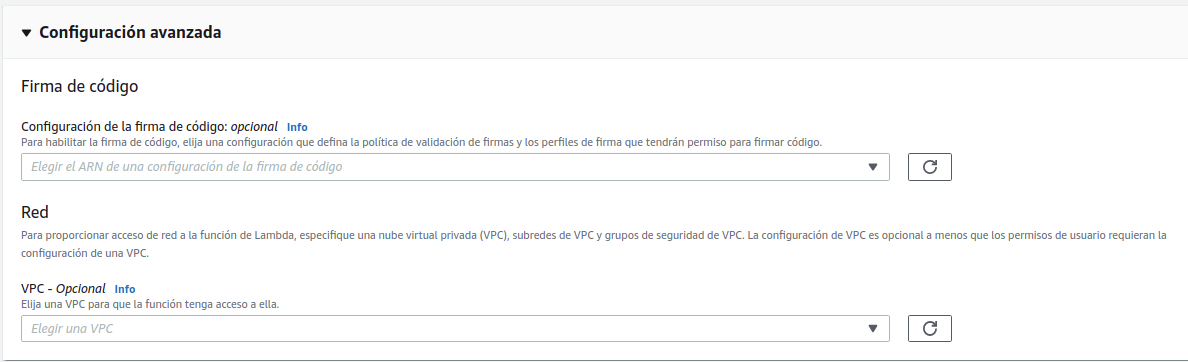 Configuración avanzada
Firma de código
Configuración de la firma de código: opcional Info
Para habilitar la firma de código, elija una configuración que defina la política de validación de firmas y los perfiles de firma que tendrán permiso para firmar código.
Elegir el ARN de una configuración de la firma de código
Red
Para proporcionar acceso de red a la función de Lambda, especifique una nube virtual privada (VPC), subredes de VPC y grupos de seguridad de VPC. La configuración de VPC es opcional a menos que los permisos de usuario requieran la
configuración de una VPC.
VPC - Opcional Info
Elija una VPC para que la función tenga acceso a ella.
Elegir una VPC